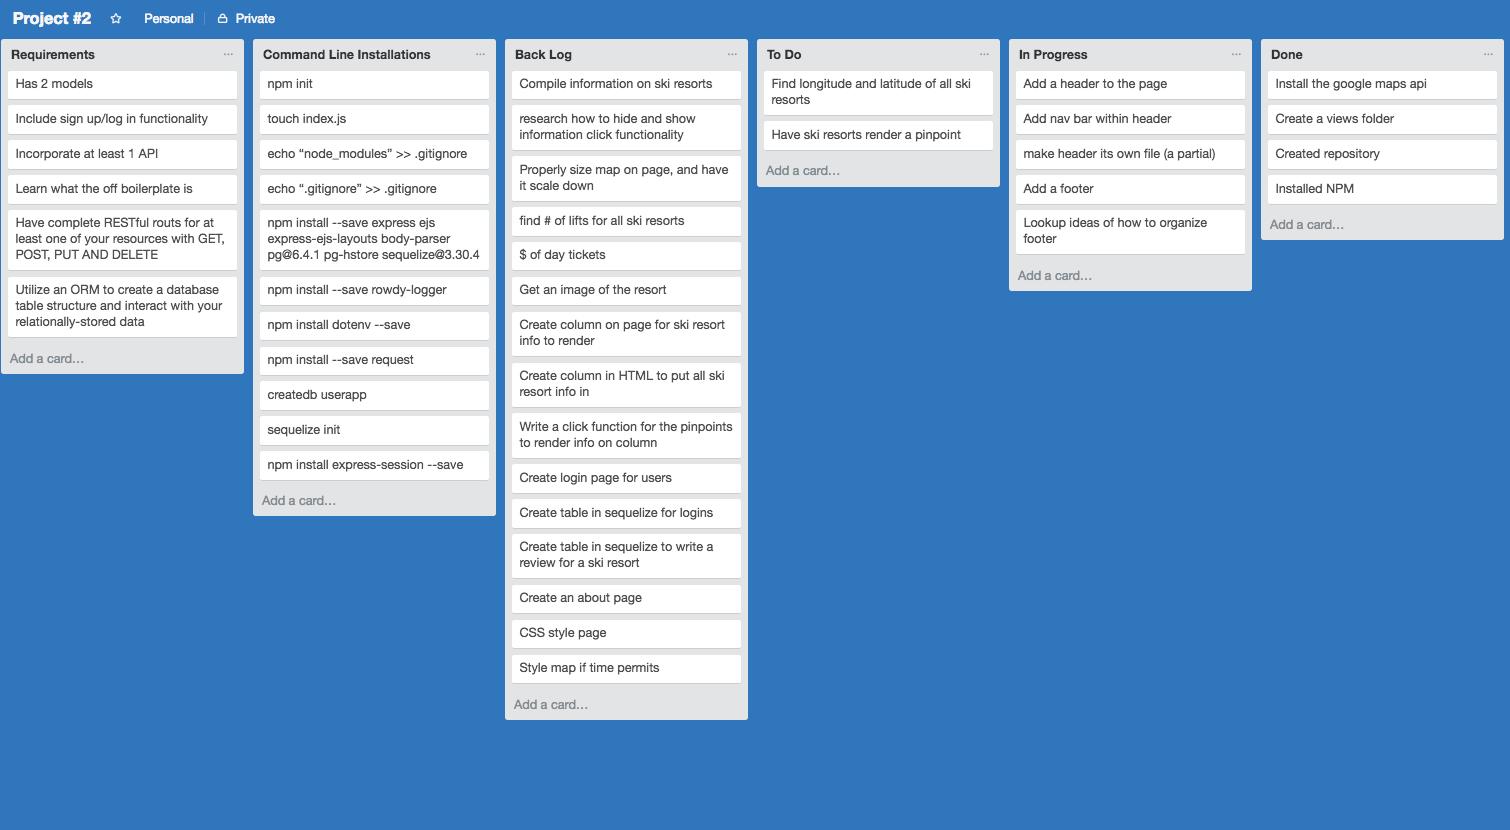 Project #2
Personal
Private
Requirements
Has 2 models
Include sign up/log in functionality
Incorporate at least 1 API
Learn what the off boilerplate is
Have complete RESTful routs for at
least one of your resources with GET,
POST, PUT AND DELETE
Utilize an ORM to create a database
table structure and interact with your
relationally-stored data
Add a card…
Command Line Installations
npm init
touch index.js
echo “node_modules” >> .gitignore
echo “.gitignore” >> .gitignore
npm install --save express ejs
express-ejs-layouts body-parser
pg@6.4.1 pg-hstore sequelize@3.30.4
npm install --save rowdy-logger
npm install dotenv --save
npm install --save request
createdb userapp
sequelize init
npm install express-session --save
Add a card…
Back Log
Compile information on ski resorts
research how to hide and show
information click functionality
Properly size map on page, and have
it scale down
find # of lifts for all ski resorts
$ of day tickets
Get an image of the resort
Create column on page for ski resort
info to render
Create column in HTML to put all ski
resort info in
Write a click function for the pinpoints
to render info on column
Create login page for users
Create table in sequelize for logins
Create table in sequelize to write a
review for a ski resort
Create an about page
CSS style page
Style map if time permits
Add a card…
To Do
Find longitude and latitude of all ski
resorts
Have ski resorts render a pinpoint
Add a card…
In Progress
Add a header to the page
Add nav bar within header
make header its own file (a partial)
Add a footer
Lookup ideas of how to organize
footer
Add a card…
Done
Install the google maps api
Create a views folder
Created repository
Installed NPM
Add a card…